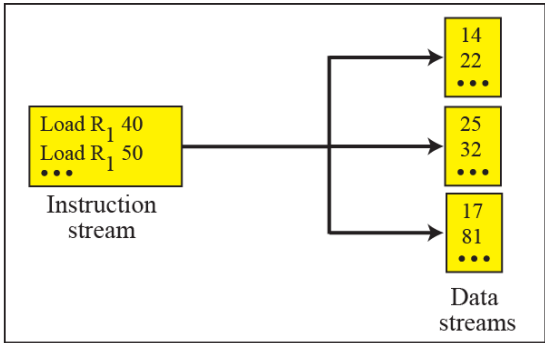 Load R1 40
Load R1 50
•••
Instruction
stream
14
22
•••
25
32
•••
17
81
•••
Data
streams